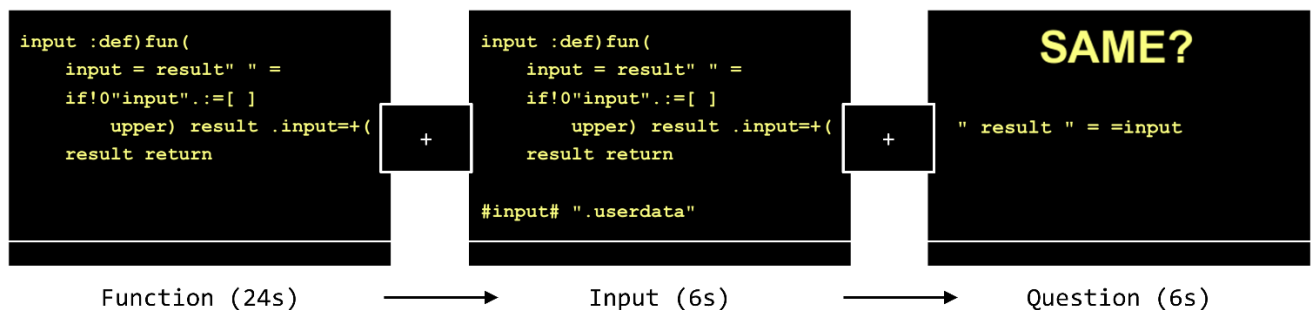 input :def)fun(
input = result" " =
if!0"input".:=[ ]
upper) result .input=+(
result return
+
input :def)fun(
input = result" " =
if!0"input".:=[ ]
upper) result .input=+(
result return
#input# ".userdata"
+
SAME?
" result " = =input
Function (24s)
Input (6s)
Question (6s)